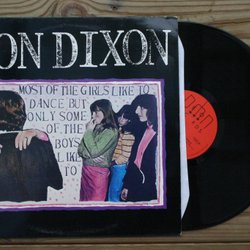 ON DIXON
MOST OF THE GIRLS LIKE TO
DANCE BUT
ONLY SOME
OF THE
BOYS
LIKE
TO